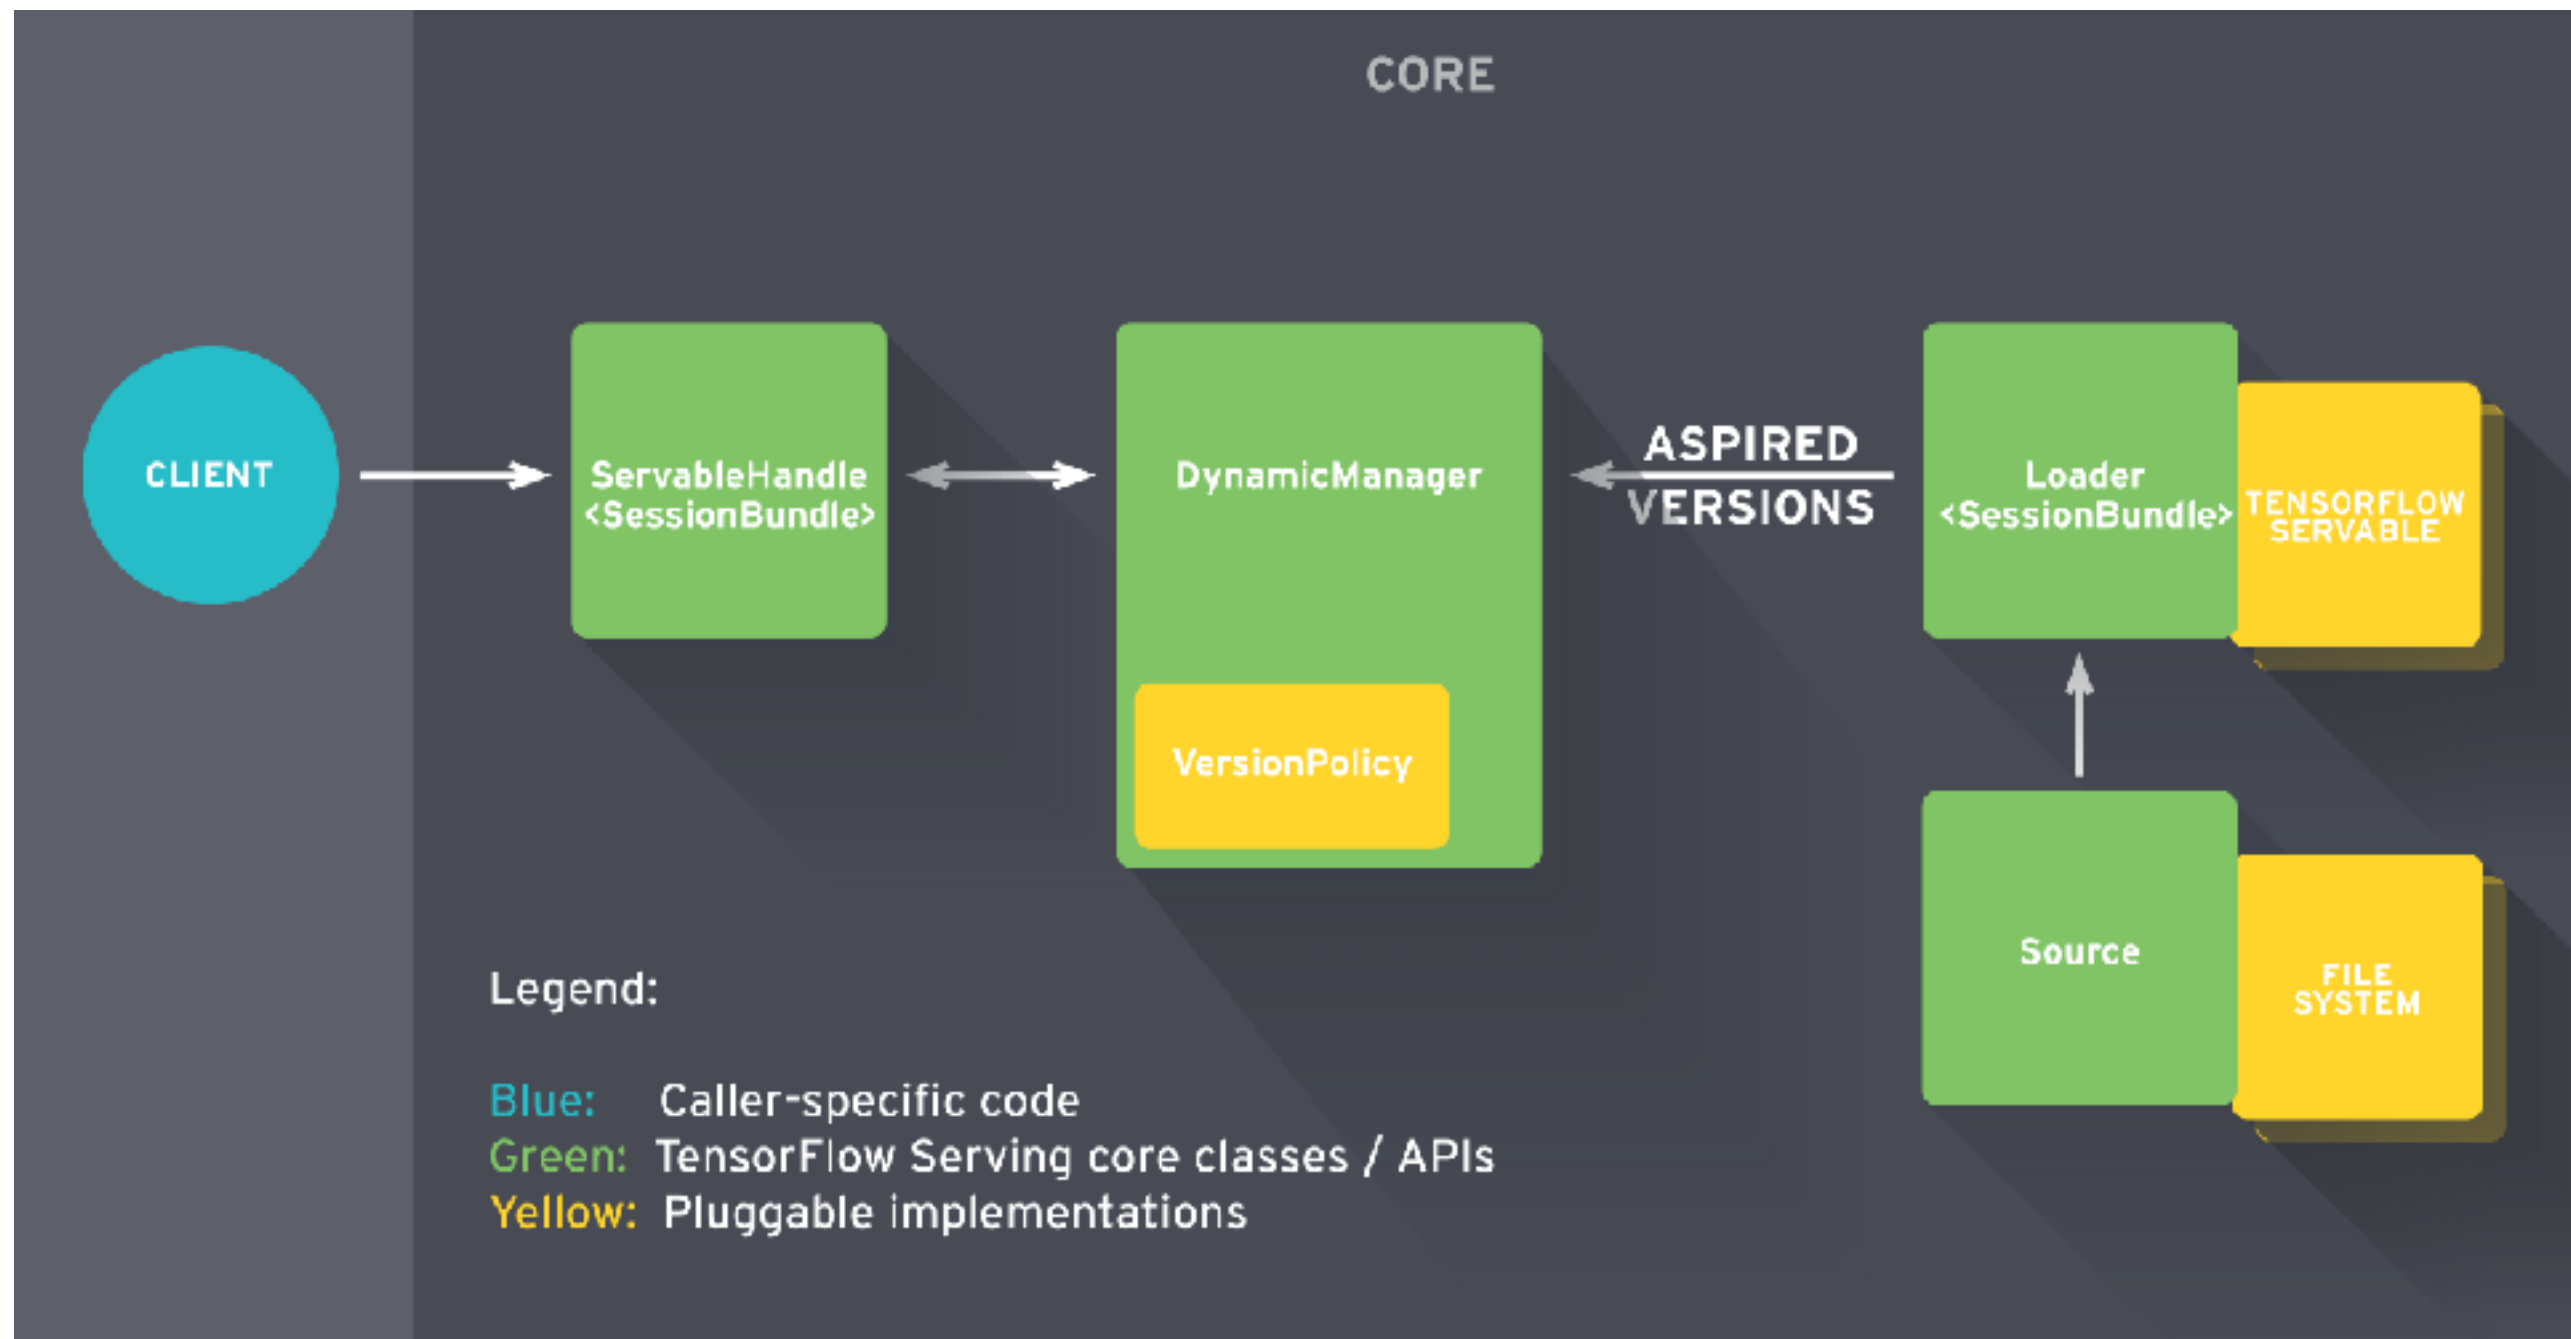 CORE
CLIENT
ServableHandle
<SessionBundle>
DynamicManager
VersionPolicy
ASPIRED
VERSIONS
Loader
<SessionBundle>
TENSORFLOW
SERVABLE
Source
FILE
SYSTEM
Legend:
Blue: Caller-specific code
Green: TensorFlow Serving core classes / APIs
Yellow: Pluggable implementations